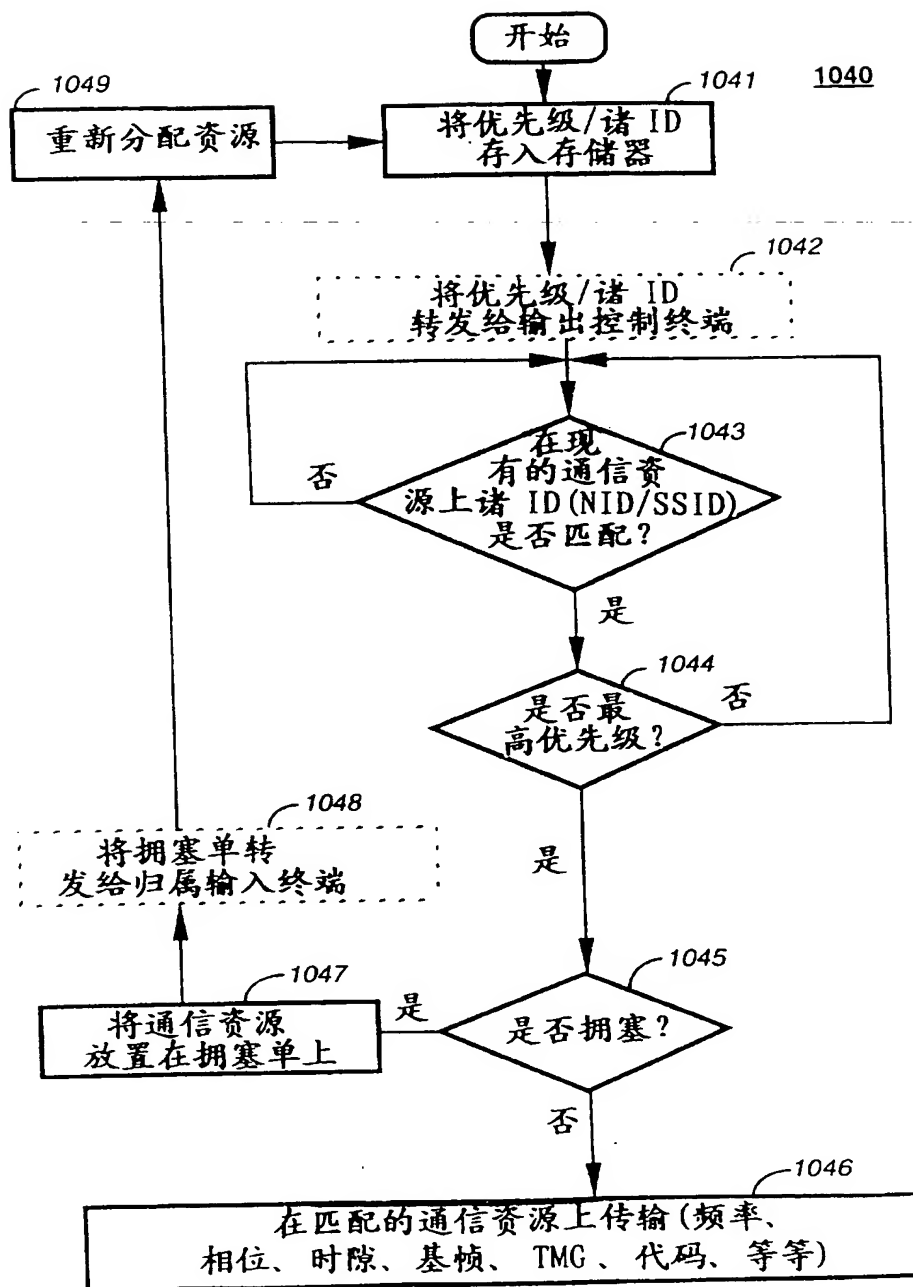 开始
1040
1049
重新分配资源
1041
将优先级/诸 ID
存入存储器
1042
将优先级/诸 ID
转发给输出控制终端
1043
在现
有的通信资
源上诸 ID(NID/SSID)
是否匹配?
否
是
1044
是否最
高优先级?
否
是
1048
将拥塞单转
发给归属输入终端
1047
将通信资源
放置在拥塞单上
是
1045
是否拥塞?
否
1046
在匹配的通信资源上传输(频率、
相位、时隙、基帧、TMG、代码、等等)